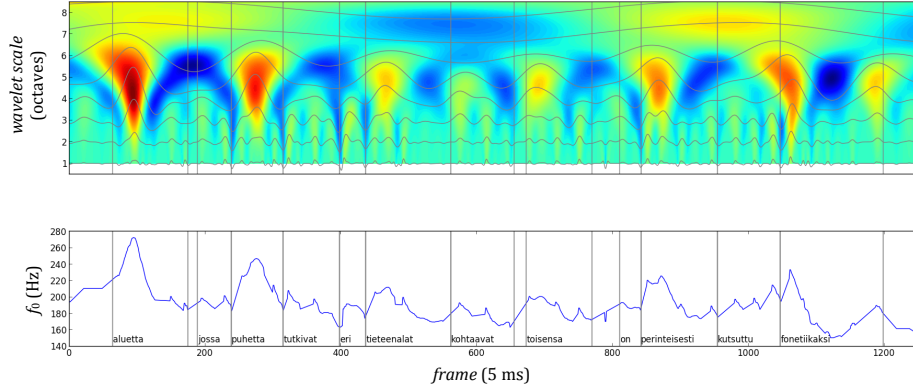 8
7
6
5
4
3
2
1
wavelet scale
(octaves)
280
260
240
220
200
180
160
140
f0 (Hz)
aluetta jossa puhetta tutkivat eri tieteenalat kohtaavat toisensa on perinteisesti kutsuttu fonetiikaksi
0 200 400 600 800 1000 1200
frame (5 ms)